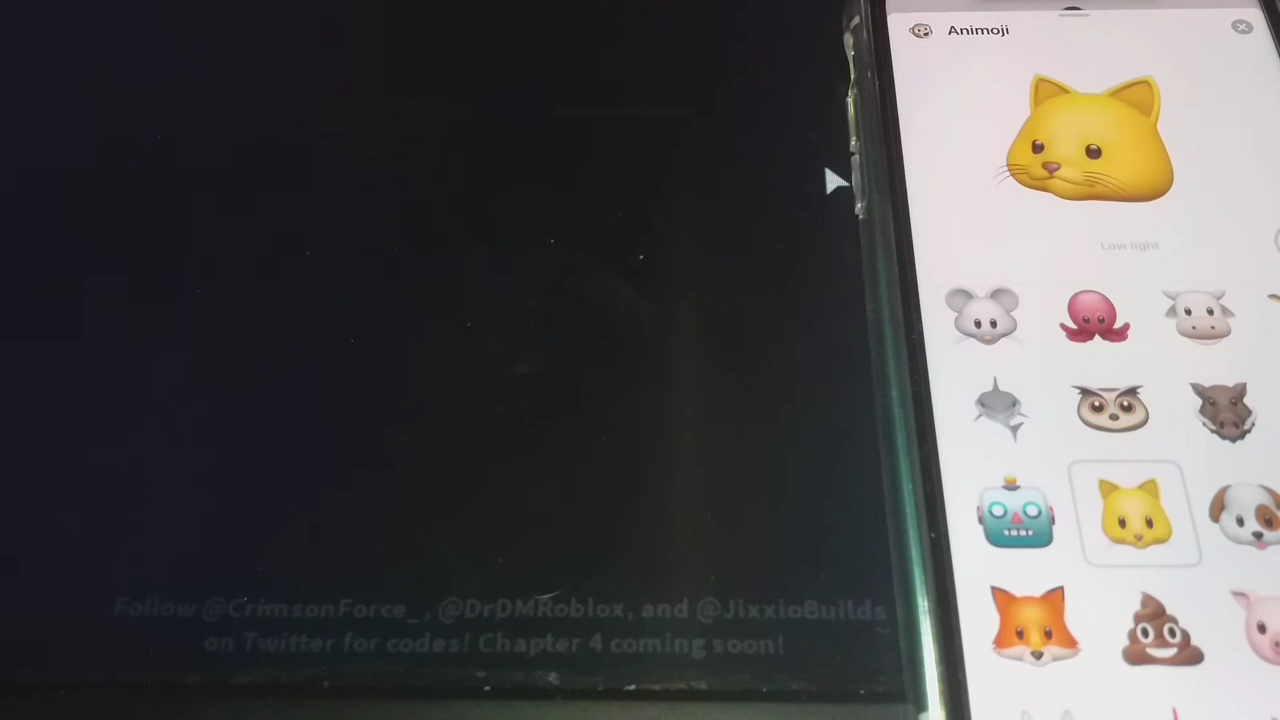 Animoji
Low light
Follow @CrimsonForce_, @DrDMRoblox, and @JixxioBuilds
on Twitter for codes! Chapter 4 coming soon!